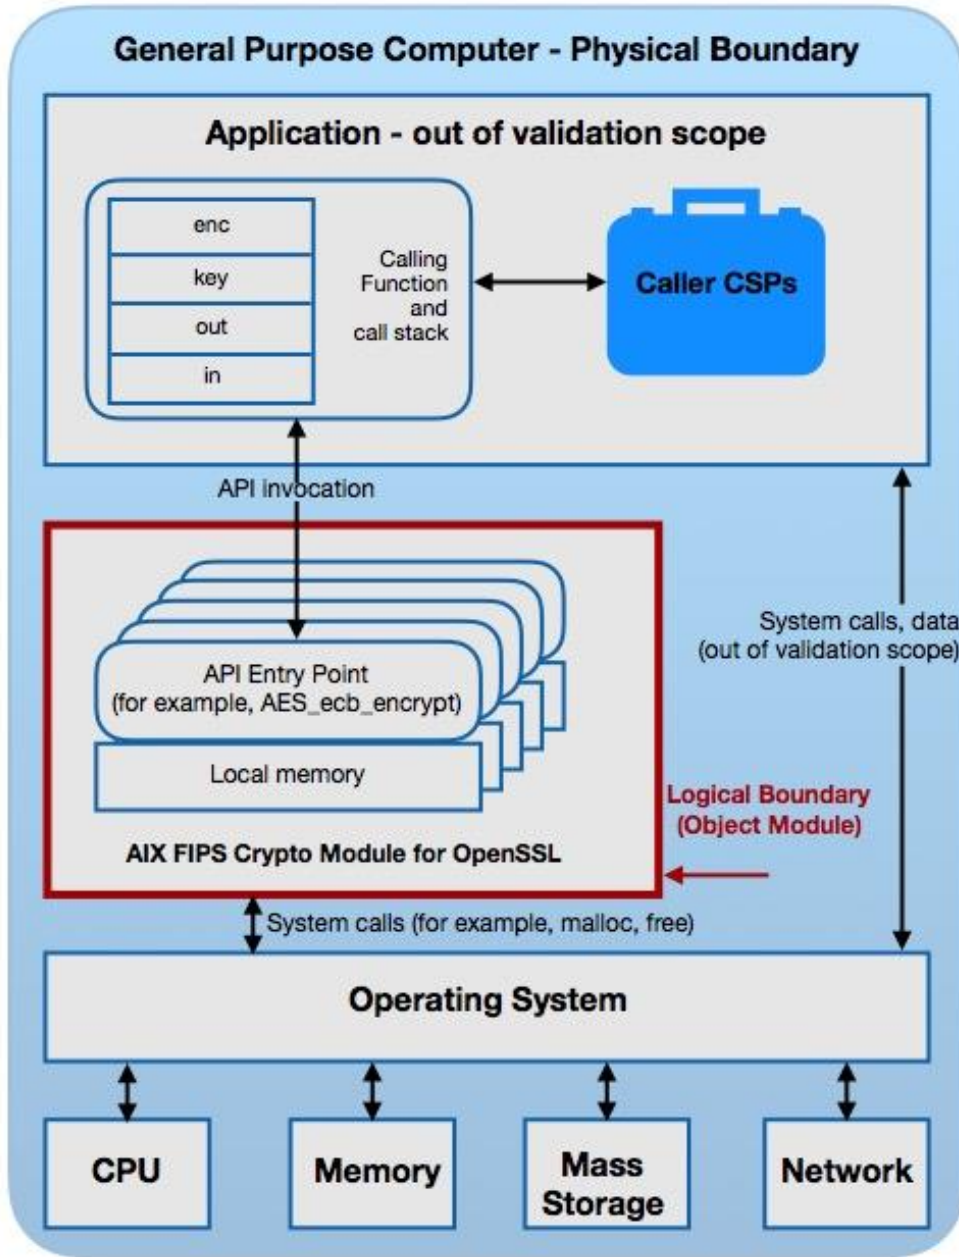 General Purpose Computer - Physical Boundary
Application - out of validation scope
enc
key
out
in
Calling
Function
and
call stack
Caller CSPs
API invocation
System calls, data
(out of validation scope)
API Entry Point
(for example, AES_ecb_encrypt)
Local memory
AIX FIPS Crypto Module for OpenSSL
Logical Boundary
(Object Module)
System calls (for example, malloc, free)
Operating System
CPU
Memory
Mass
Storage
Network